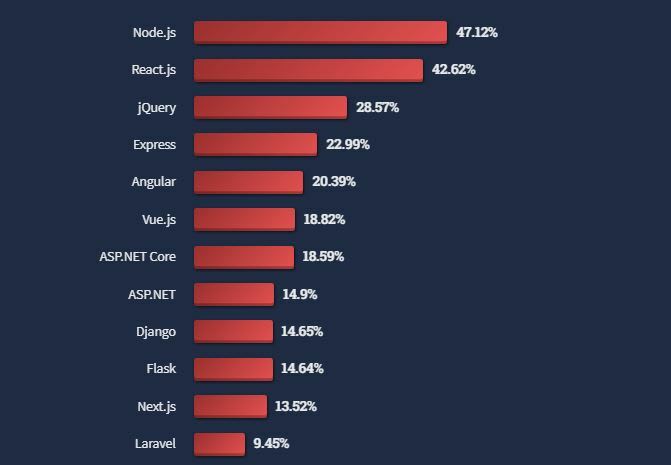 Node.js 47.12%
React.js 42.62%
jQuery 28.57%
Express 22.99%
Angular 20.39%
Vue.js 18.82%
ASP.NET Core 18.59%
ASP.NET 14.9%
Django 14.65%
Flask 14.64%
Next.js 13.52%
Laravel 9.45%